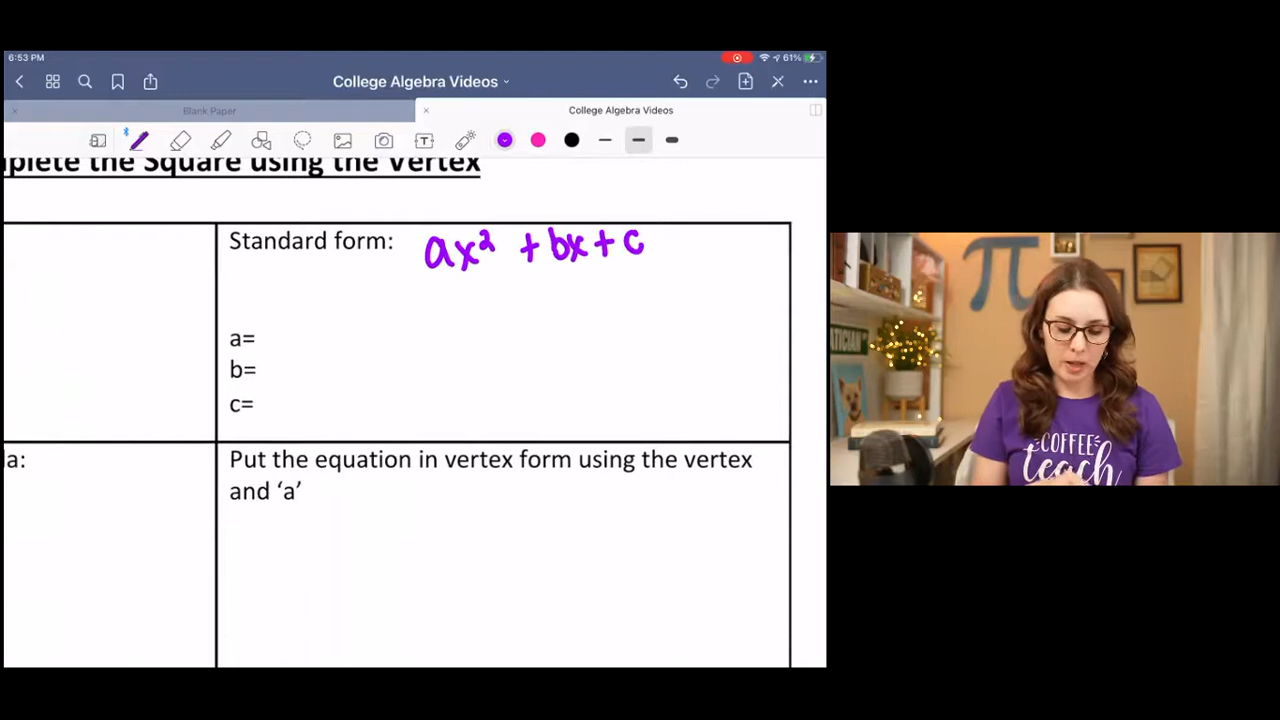 6:53 PM
61%
College Algebra Videos
Blank Paper
College Algebra Videos
plete the Square using the Vertex
Standard form: ax² + bx + c
a=
b=
c=
la:
Put the equation in vertex form using the vertex
and ‘a’
COFFEE
teach